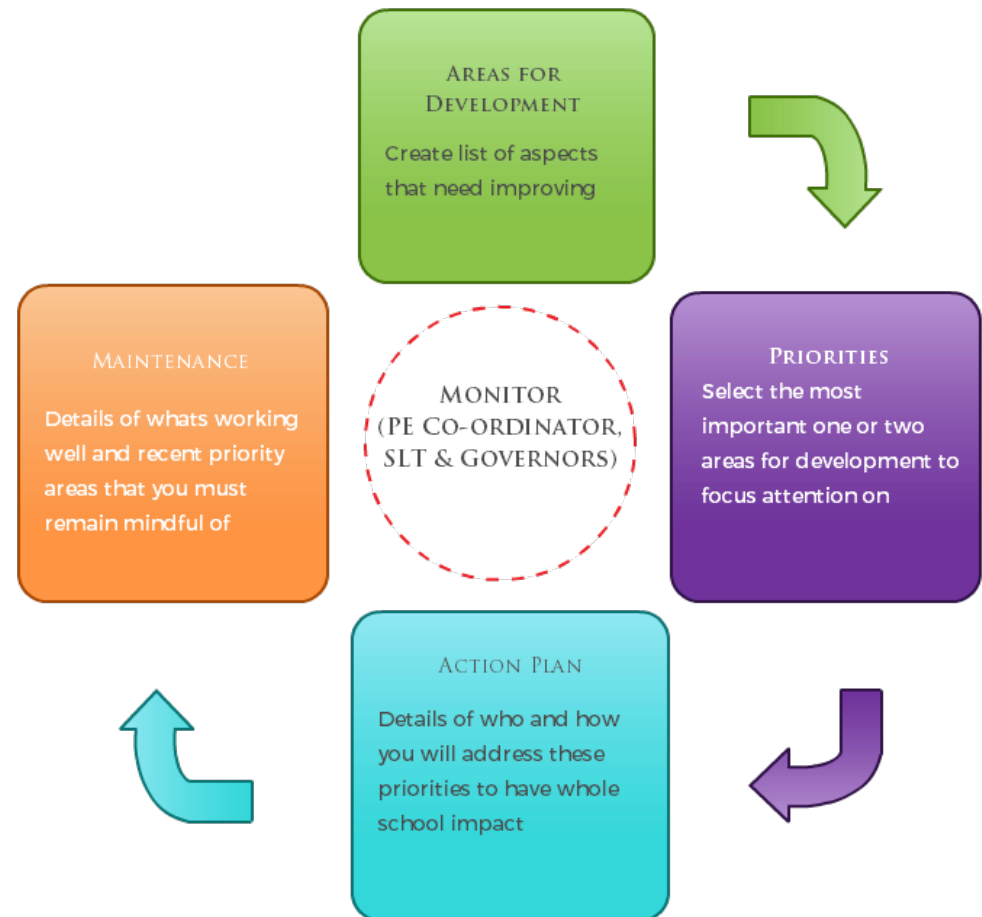 Areas for
Development
Create list of aspects
that need improving
Priorities
Select the most
important one or two
areas for development to
focus attention on
Action Plan
Details of who and how
you will address these
priorities to have whole
school impact
Maintenance
Details of whats working
well and recent priority
areas that you must
remain mindful of
Monitor
(PE Co-ordinator,
SLT & Governors)